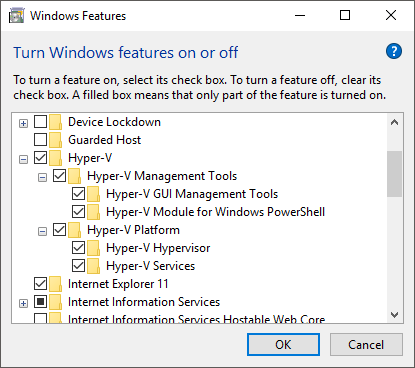 Windows Features
Turn Windows features on or off
To turn a feature on, select its check box. To turn a feature off, clear its
check box. A filled box means that only part of the feature is turned on.
Device Lockdown
Guarded Host
Hyper-V
Hyper-V Management Tools
Hyper-V GUI Management Tools
Hyper-V Module for Windows PowerShell
Hyper-V Platform
Hyper-V Hypervisor
Hyper-V Services
Internet Explorer 11
Internet Information Services
Internet Information Services Hostable Web Core
OK
Cancel